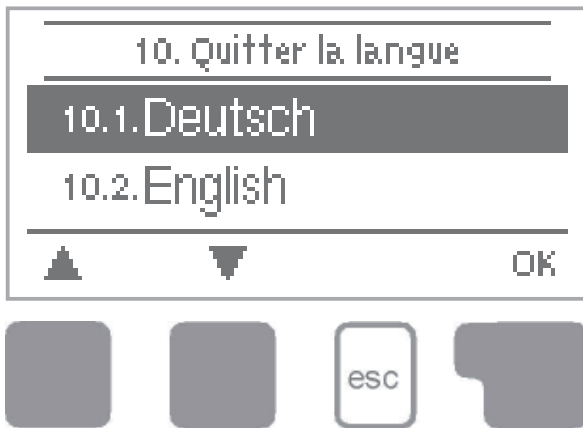 10. Quitter la langue
10.1.Deutsch
10.2.English
OK
esc